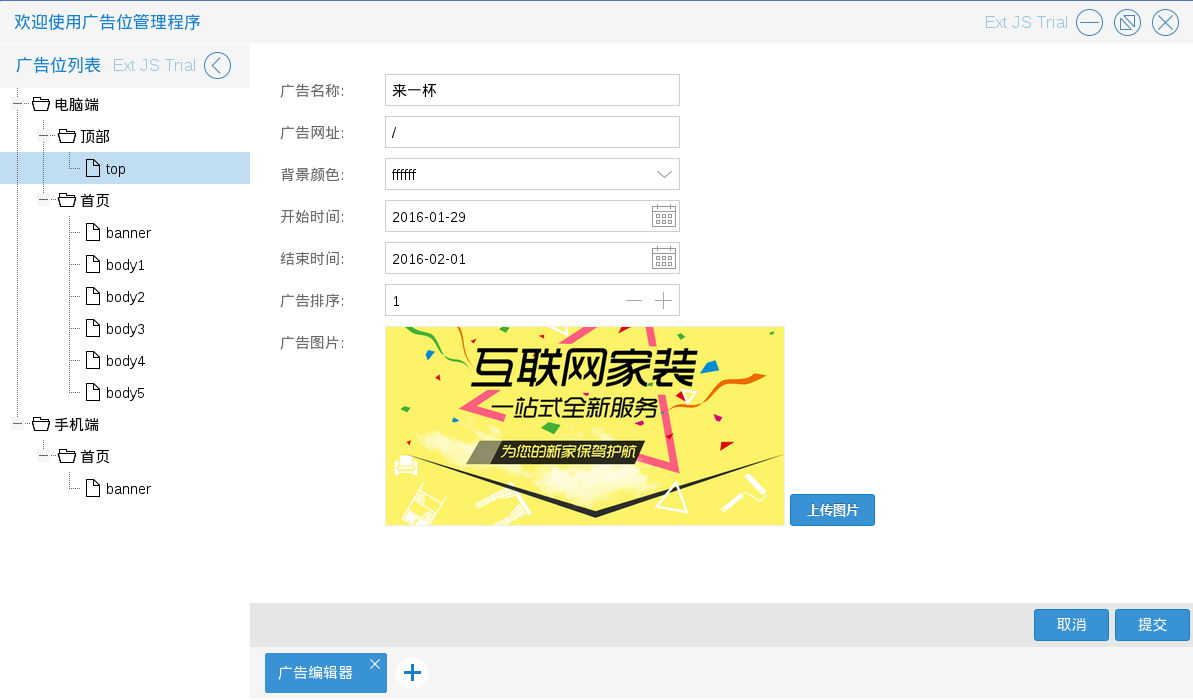 欢迎使用广告位管理程序
Ext JS Trial
广告位列表 Ext JS Trial
电脑端
顶部
top
首页
banner
body1
body2
body3
body4
body5
手机端
首页
banner
广告名称: 来一杯
广告网址: /
背景颜色: ffffff
开始时间: 2016-01-29
结束时间: 2016-02-01
广告排序: 1
广告图片:
互联网家装
一站式全新服务
为您的新家保驾护航
上传图片
取消 提交
广告编辑器